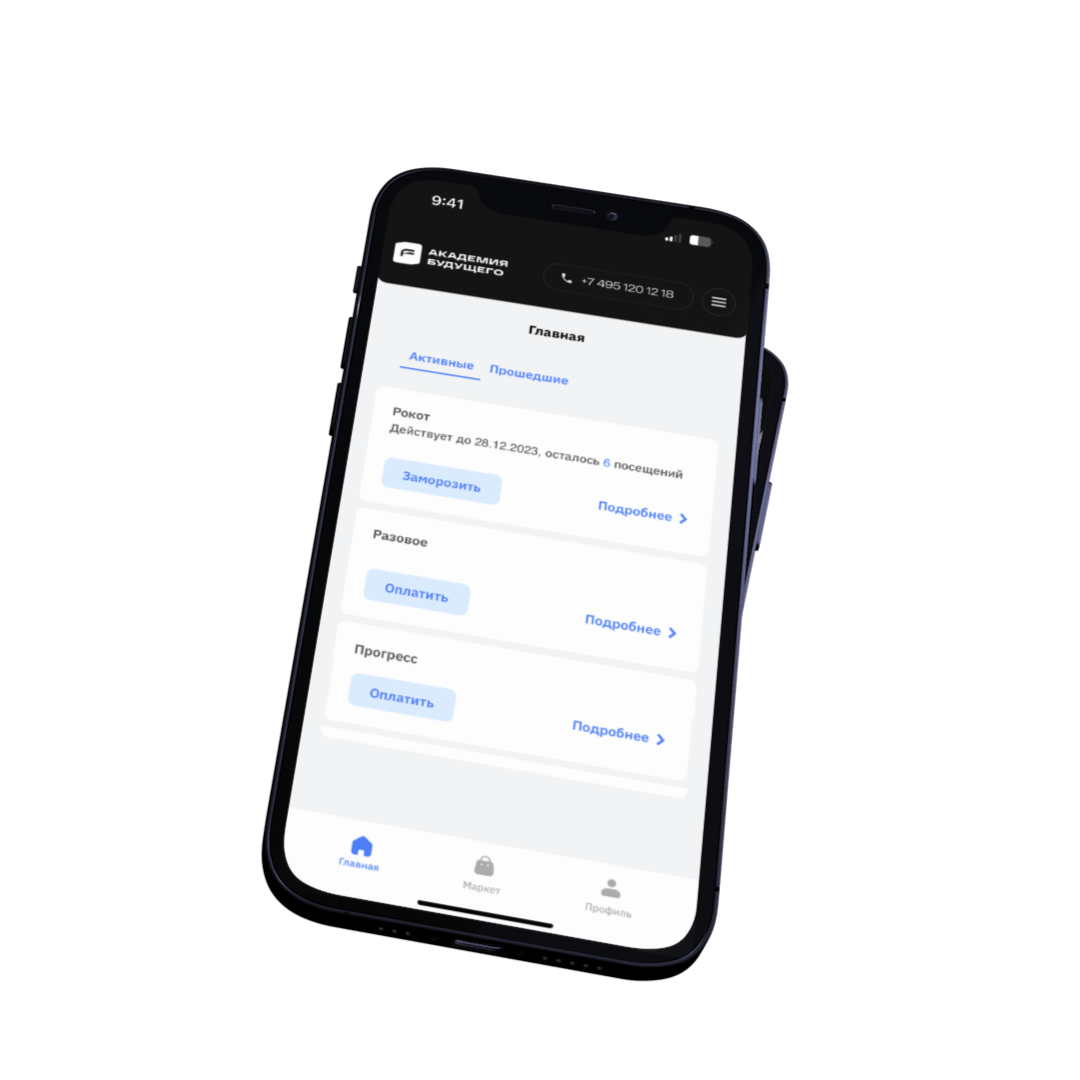 9:41
АКАДЕМИЯ
БУДУЩЕГО
+7 495 120 12 18
Главная
Активные Прошедшие
Рокот
Действует до 28.12.2023, осталось 6 посещений
Заморозить
Подробнее
Разовое
Оплатить
Подробнее
Прогресс
Оплатить
Подробнее
Главная
Маркет
Профиль